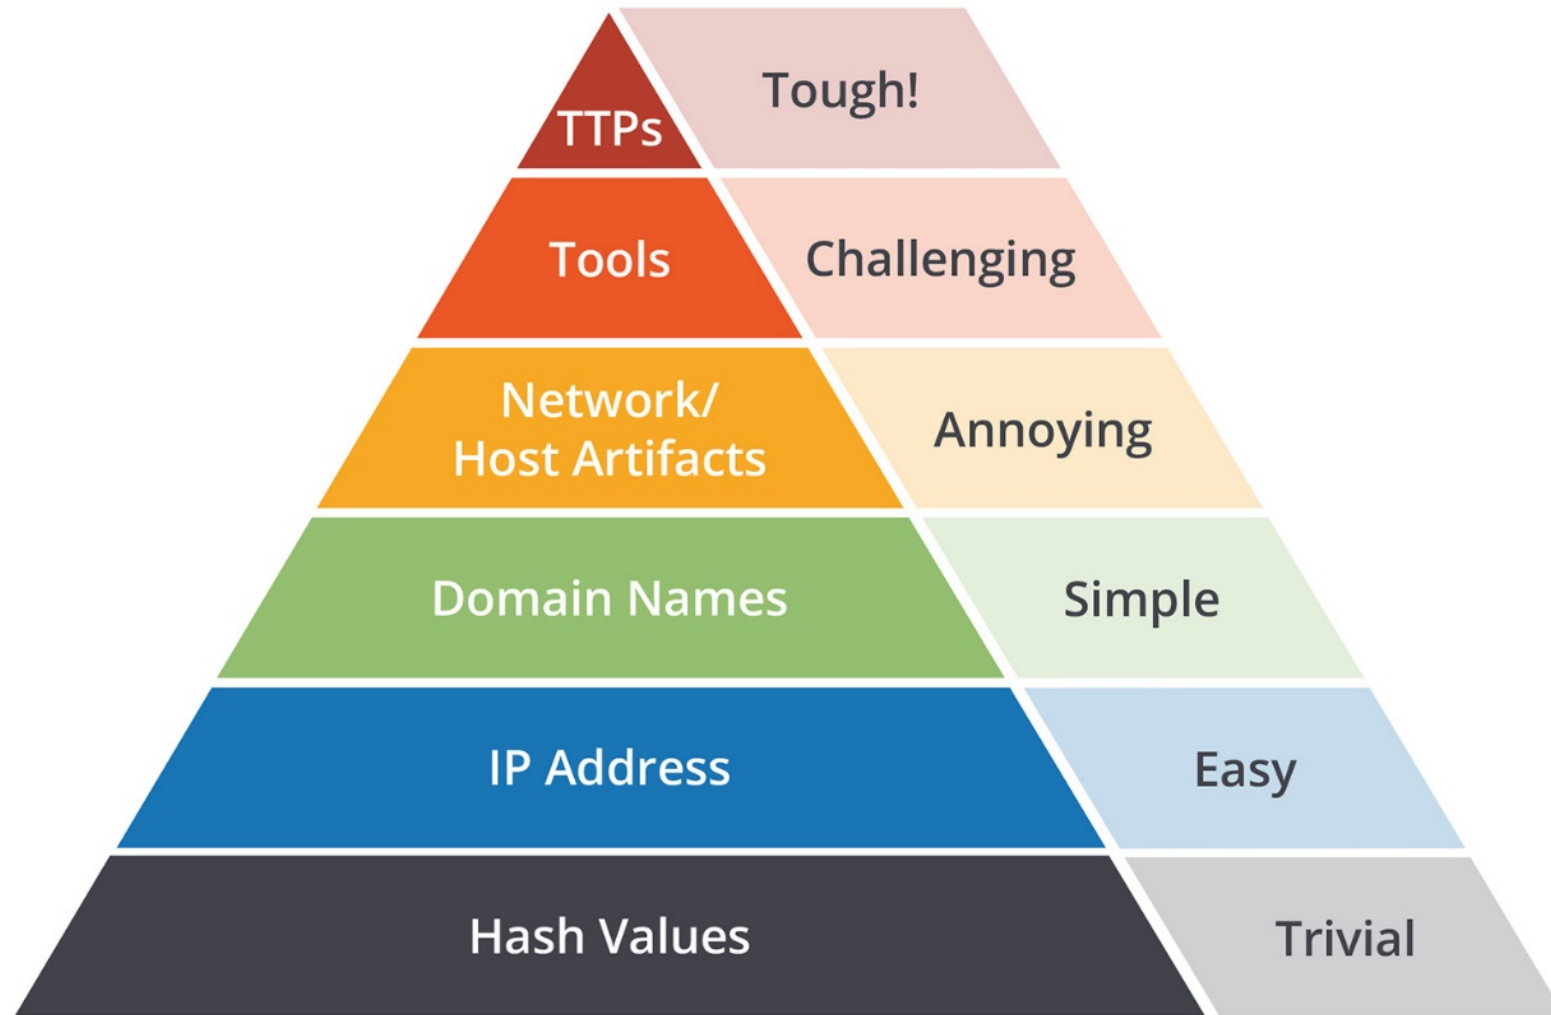 TTPs
Tough!
Tools
Challenging
Network/
Host Artifacts
Annoying
Domain Names
Simple
IP Address
Easy
Hash Values
Trivial